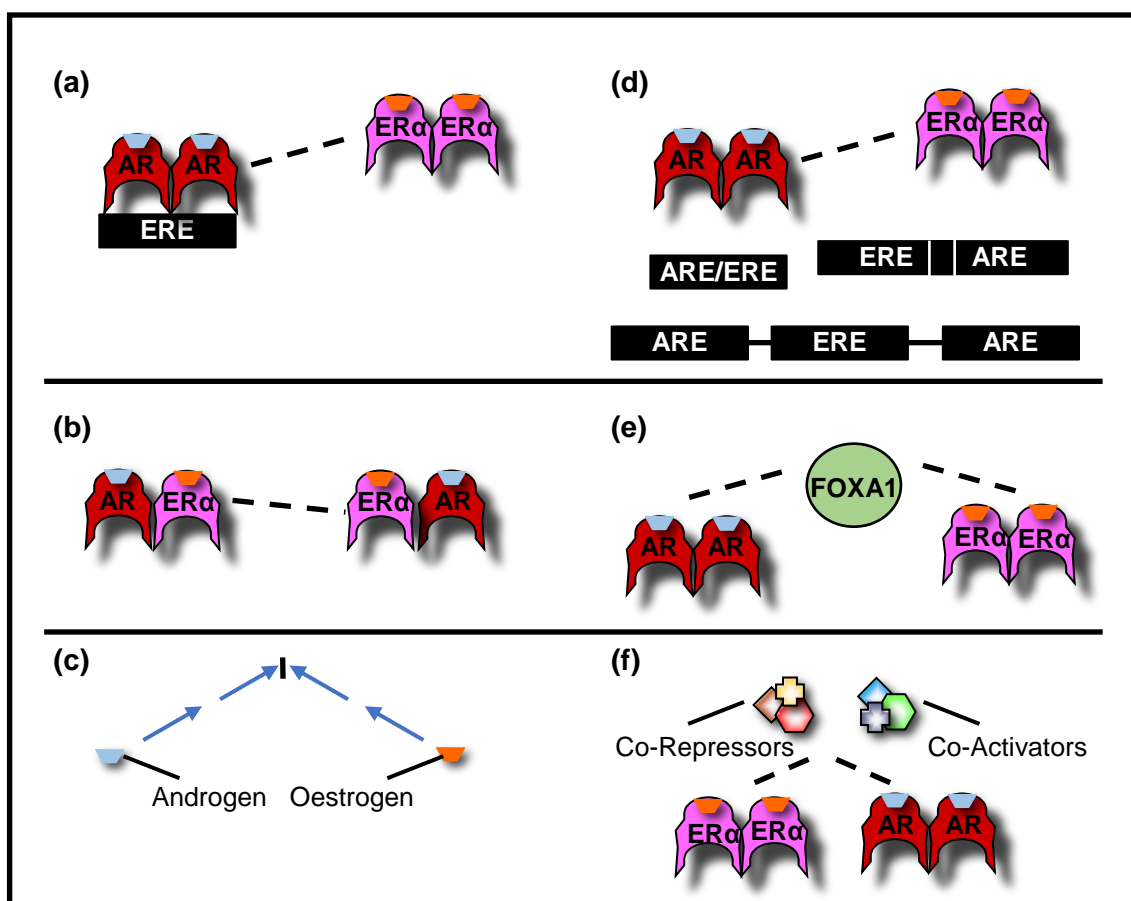 (a)
ERα ERα
AR AR
ERE
(d)
ERα ERα
AR AR
ARE/ERE
ERE ARE
ARE ERE ARE
(b)
AR ERα
ERα AR
(e)
FOXA1
AR AR
ERα ERα
(c)
Androgen Oestrogen
(f)
Co-Repressors Co-Activators
ERα ERα
AR AR